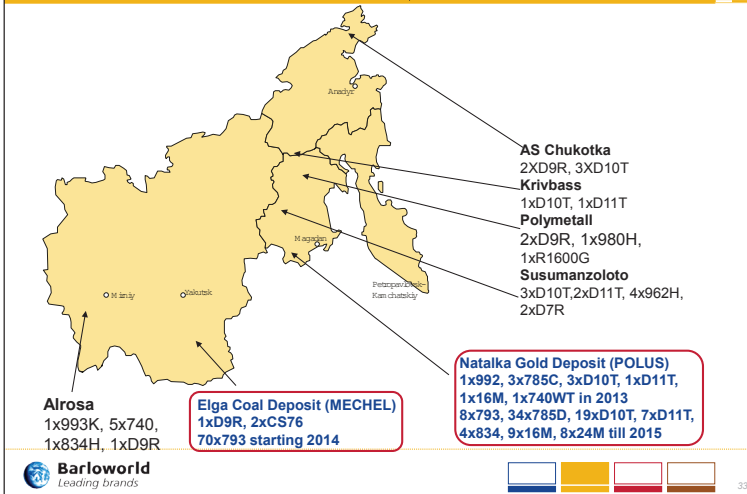 Anadyr
AS Chukotka
2XD9R, 3XD10T
Krivbass
1xD10T, 1xD11T
Polymetall
2xD9R, 1x980H,
1xR1600G
Susumanzoloto
3xD10T,2xD11T, 4x962H,
2xD7R
Magadan
Petropavlovsk-
Kamchatskiy
Mirniy
Yakutsk
Natalka Gold Deposit (POLUS)
1x992, 3x785C, 3xD10T, 1xD11T,
1x16M, 1x740WT in 2013
8x793, 34x785D, 19xD10T, 7xD11T,
4x834, 9x16M, 8x24M till 2015
Elga Coal Deposit (MECHEL)
1xD9R, 2xCS76
70x793 starting 2014
Alrosa
1x993K, 5x740,
1x834H, 1xD9R
Barloworld
Leading brands
33